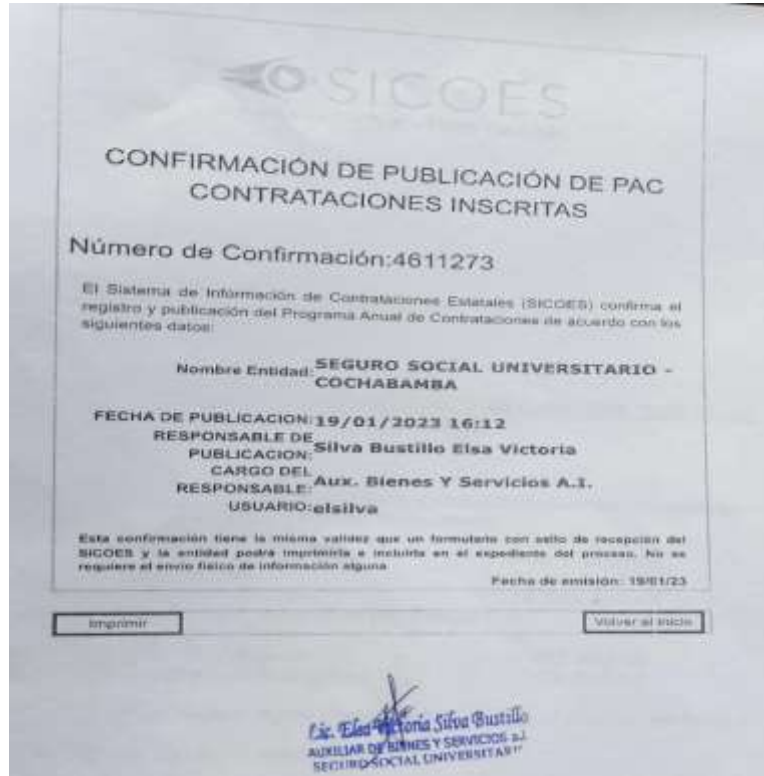 SICOES
CONFIRMACIÓN DE PUBLICACIÓN DE PAC
CONTRATACIONES INSCRITAS
Número de Confirmación:4611273
El Sistema de Información de Contrataciones Estatales (SICOES) confirma el
registro y publicación del Programa Anual de Contrataciones de acuerdo con los
siguientes datos:
Nombre Entidad: SEGURO SOCIAL UNIVERSITARIO -
COCHABAMBA
FECHA DE PUBLICACION: 19/01/2023 16:12
RESPONSABLE DE
PUBLICACION: Silva Bustillo Elsa Victoria
CARGO DEL
RESPONSABLE: Aux. Bienes Y Servicios A.I.
USUARIO: elsilva
Esta confirmación tiene la misma validez que un formulario con sello de recepción del
SICOES y la entidad podrá imprimirla e incluirla en el expediente del proceso. No se
requiere el envío físico de información alguna
Fecha de emisión: 19/01/23
Imprimir
Volver al inicio
Lic. Elsa Victoria Silva Bustillo
AUXILIAR DE BIENES Y SERVICIOS a.i.
SEGURO SOCIAL UNIVERSITARIO